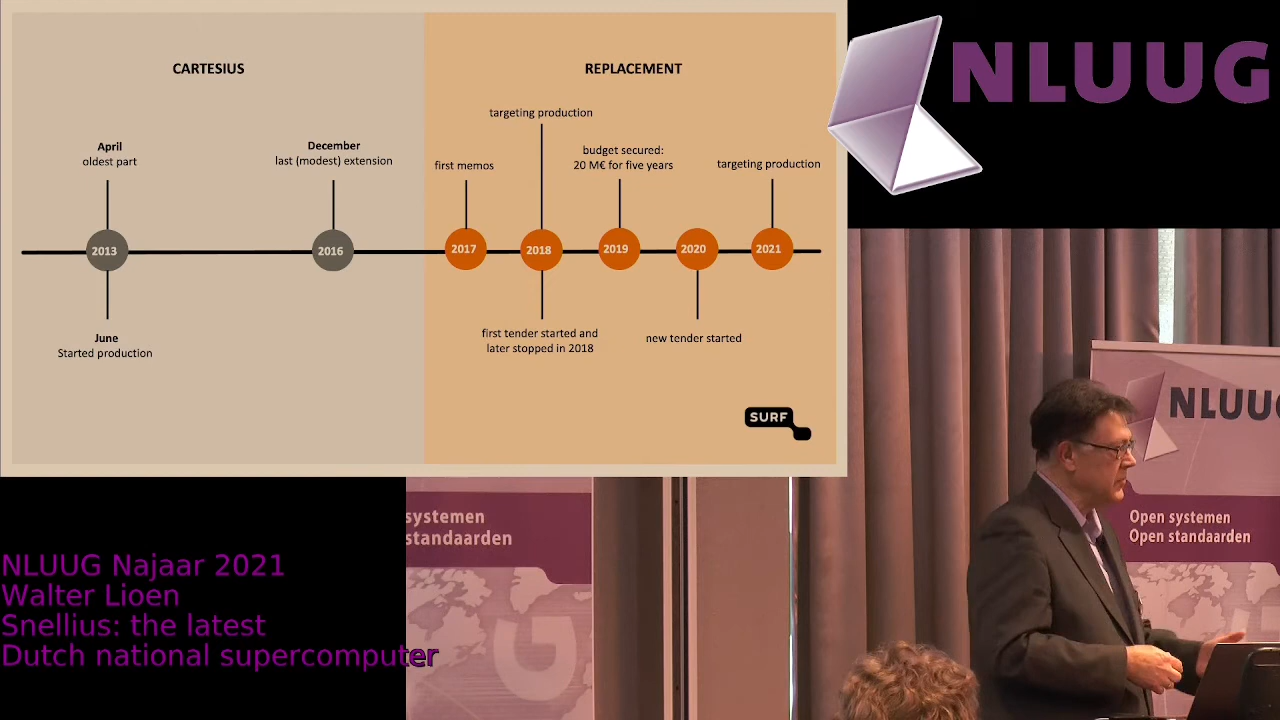 CARTESIUS
REPLACEMENT
April
oldest part
December
last (modest) extension
first memos
targeting production
budget secured:
20 M€ for five years
targeting production
2013
2016
2017
2018
2019
2020
2021
June
Started production
first tender started and
later stopped in 2018
new tender started
SURF
NLUUG
NLUUG Najaar 2021
Walter Lioen
Snellius: the latest
Dutch national supercomputer
systemen
standaarden
G
NLUUG
Open systemen
Open standaarden